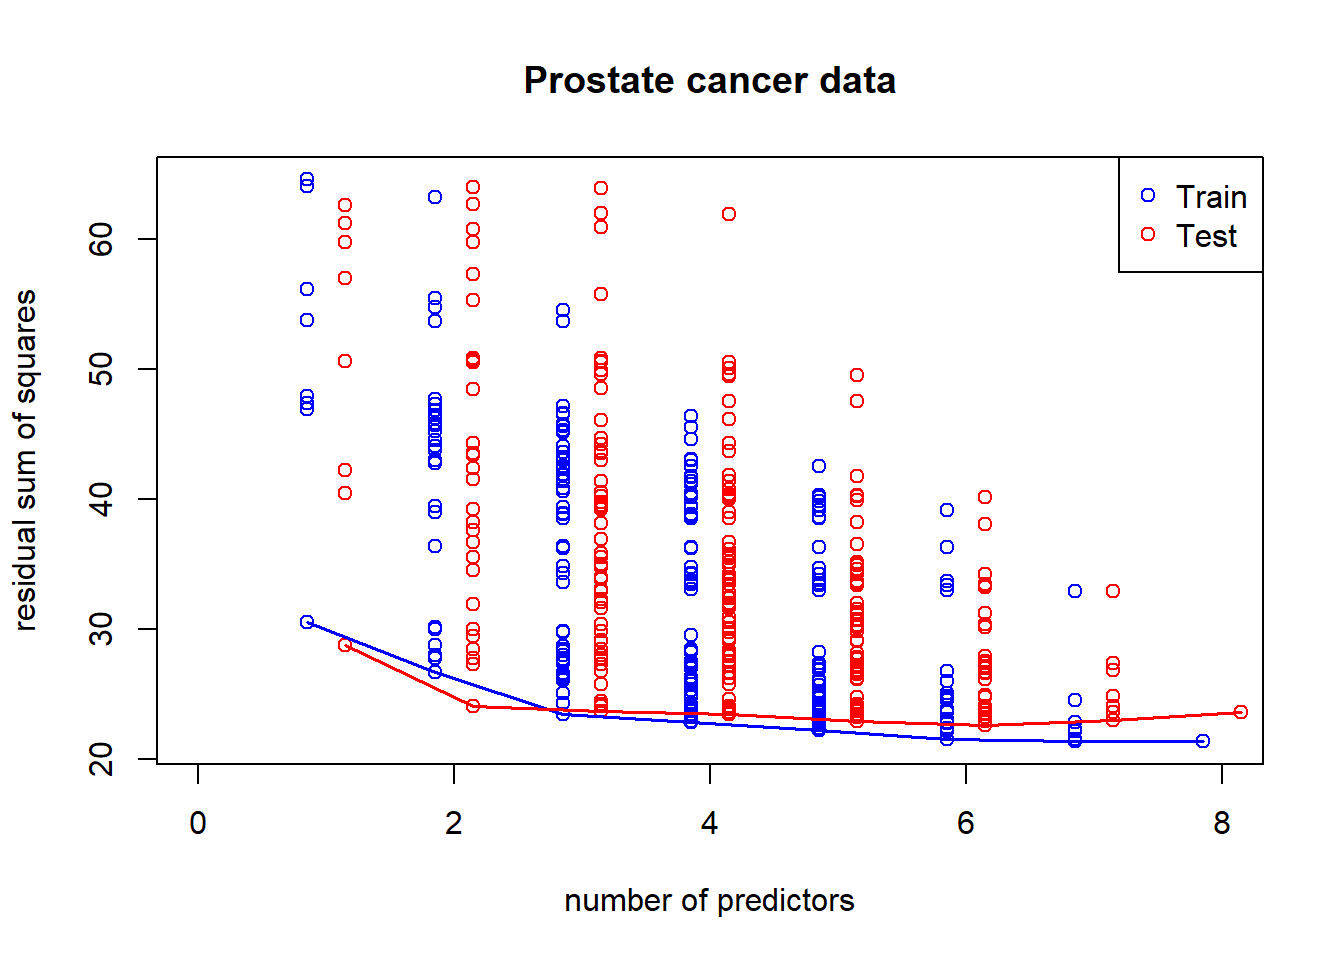 Prostate cancer data
Train
Test
residual sum of squares
60
50
40
30
20
0 2 4 6 8
number of predictors